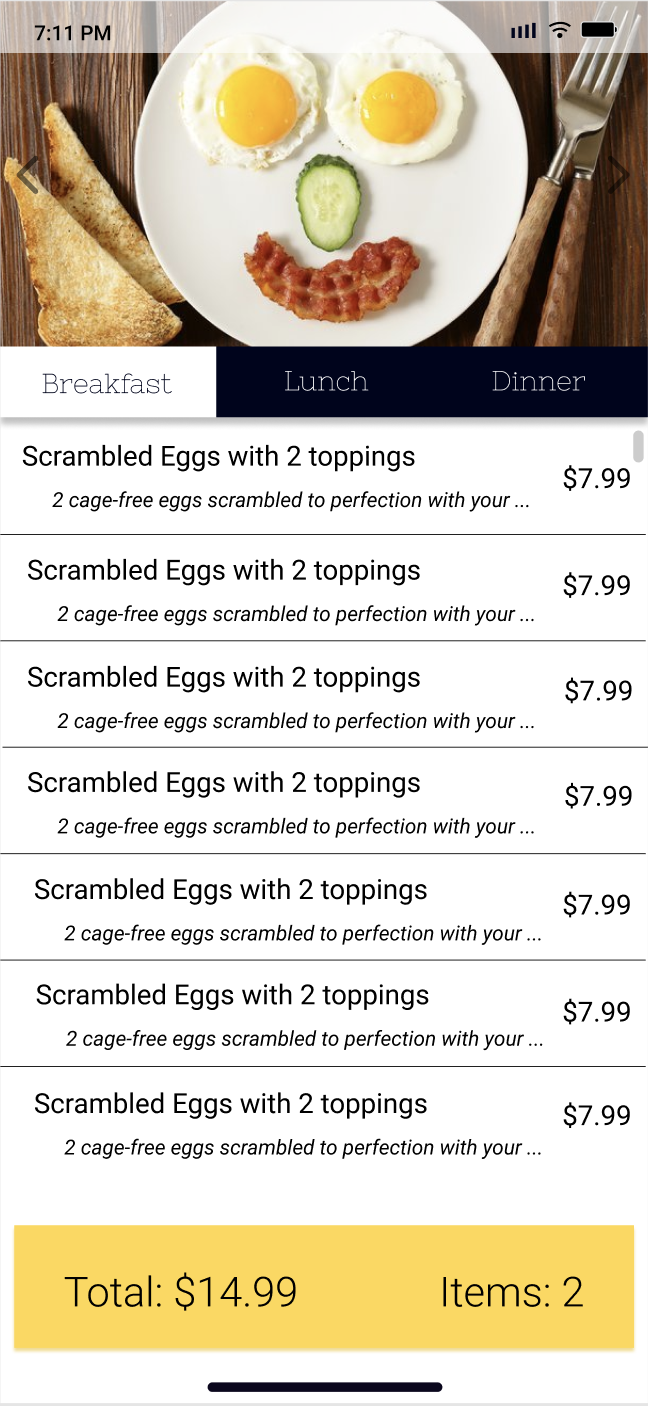 7:11 PM
Breakfast Lunch Dinner
Scrambled Eggs with 2 toppings
$7.99
2 cage-free eggs scrambled to perfection with your ...
Scrambled Eggs with 2 toppings
$7.99
2 cage-free eggs scrambled to perfection with your ...
Scrambled Eggs with 2 toppings
$7.99
2 cage-free eggs scrambled to perfection with your ...
Scrambled Eggs with 2 toppings
$7.99
2 cage-free eggs scrambled to perfection with your ...
Scrambled Eggs with 2 toppings
$7.99
2 cage-free eggs scrambled to perfection with your ...
Scrambled Eggs with 2 toppings
$7.99
2 cage-free eggs scrambled to perfection with your ...
Scrambled Eggs with 2 toppings
$7.99
2 cage-free eggs scrambled to perfection with your ...
Total: $14.99 Items: 2